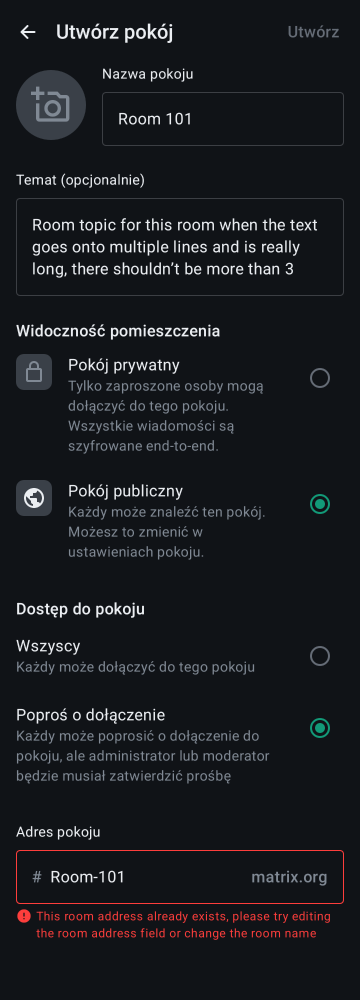 Utwórz pokój
Utwórz
Nazwa pokoju
Room 101
Temat (opcjonalnie)
Room topic for this room when the text
goes onto multiple lines and is really
long, there shouldn’t be more than 3
Widoczność pomieszczenia
Pokój prywatny
Tylko zaproszone osoby mogą
dołączyć do tego pokoju.
Wszystkie wiadomości są
szyfrowane end-to-end.
Pokój publiczny
Każdy może znaleźć ten pokój.
Możesz to zmienić w
ustawieniach pokoju.
Dostęp do pokoju
Wszyscy
Każdy może dołączyć do tego pokoju
Poproś o dołączenie
Każdy może poprosić o dołączenie do
pokoju, ale administrator lub moderator
będzie musiał zatwierdzić prośbę
Adres pokoju
# Room-101 matrix.org
This room address already exists, please try editing
the room address field or change the room name